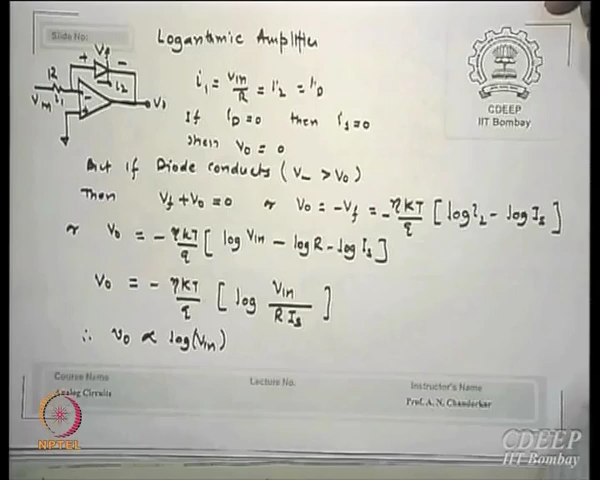 Slide No:
Logarithmic Amplifier
CDEEP
IIT Bombay
R
Vf
+ -
i1
i2
Vin
-
Vo
i1 = Vin/R = i2 = iD
If iD = 0 then is = 0
then Vo = 0
But if Diode conducts (V- > Vo)
Then Vf + Vo = 0 or Vo = -Vf = -ηKT/q [log I2 - log Is]
or Vo = - ηKT/q [log Vin - log R - log Is]
Vo = - ηKT/q [log Vin/R Is]
∴ Vo ∝ log(Vin)
Course Name
Analog Circuits
Lecture No.
Instructor's Name
Prof. A. N. Chandorkar
NPTEL
CDEEP
IIT Bombay